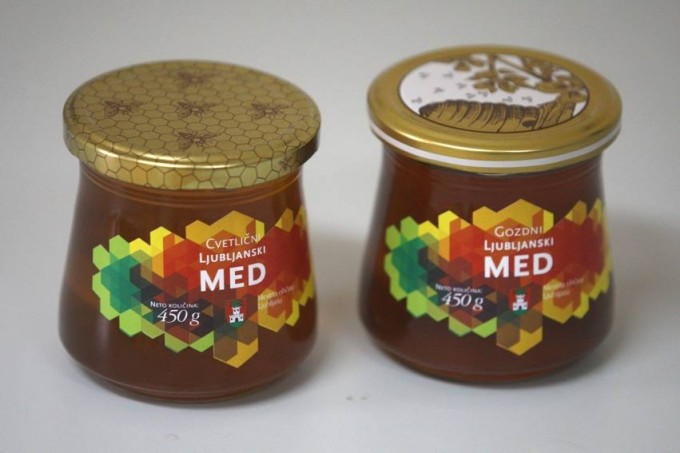 Cvetlični
Ljubljanski
MED
Neto količina:
450 g
Gozdni
Ljubljanski
MED
Neto količina:
450 g